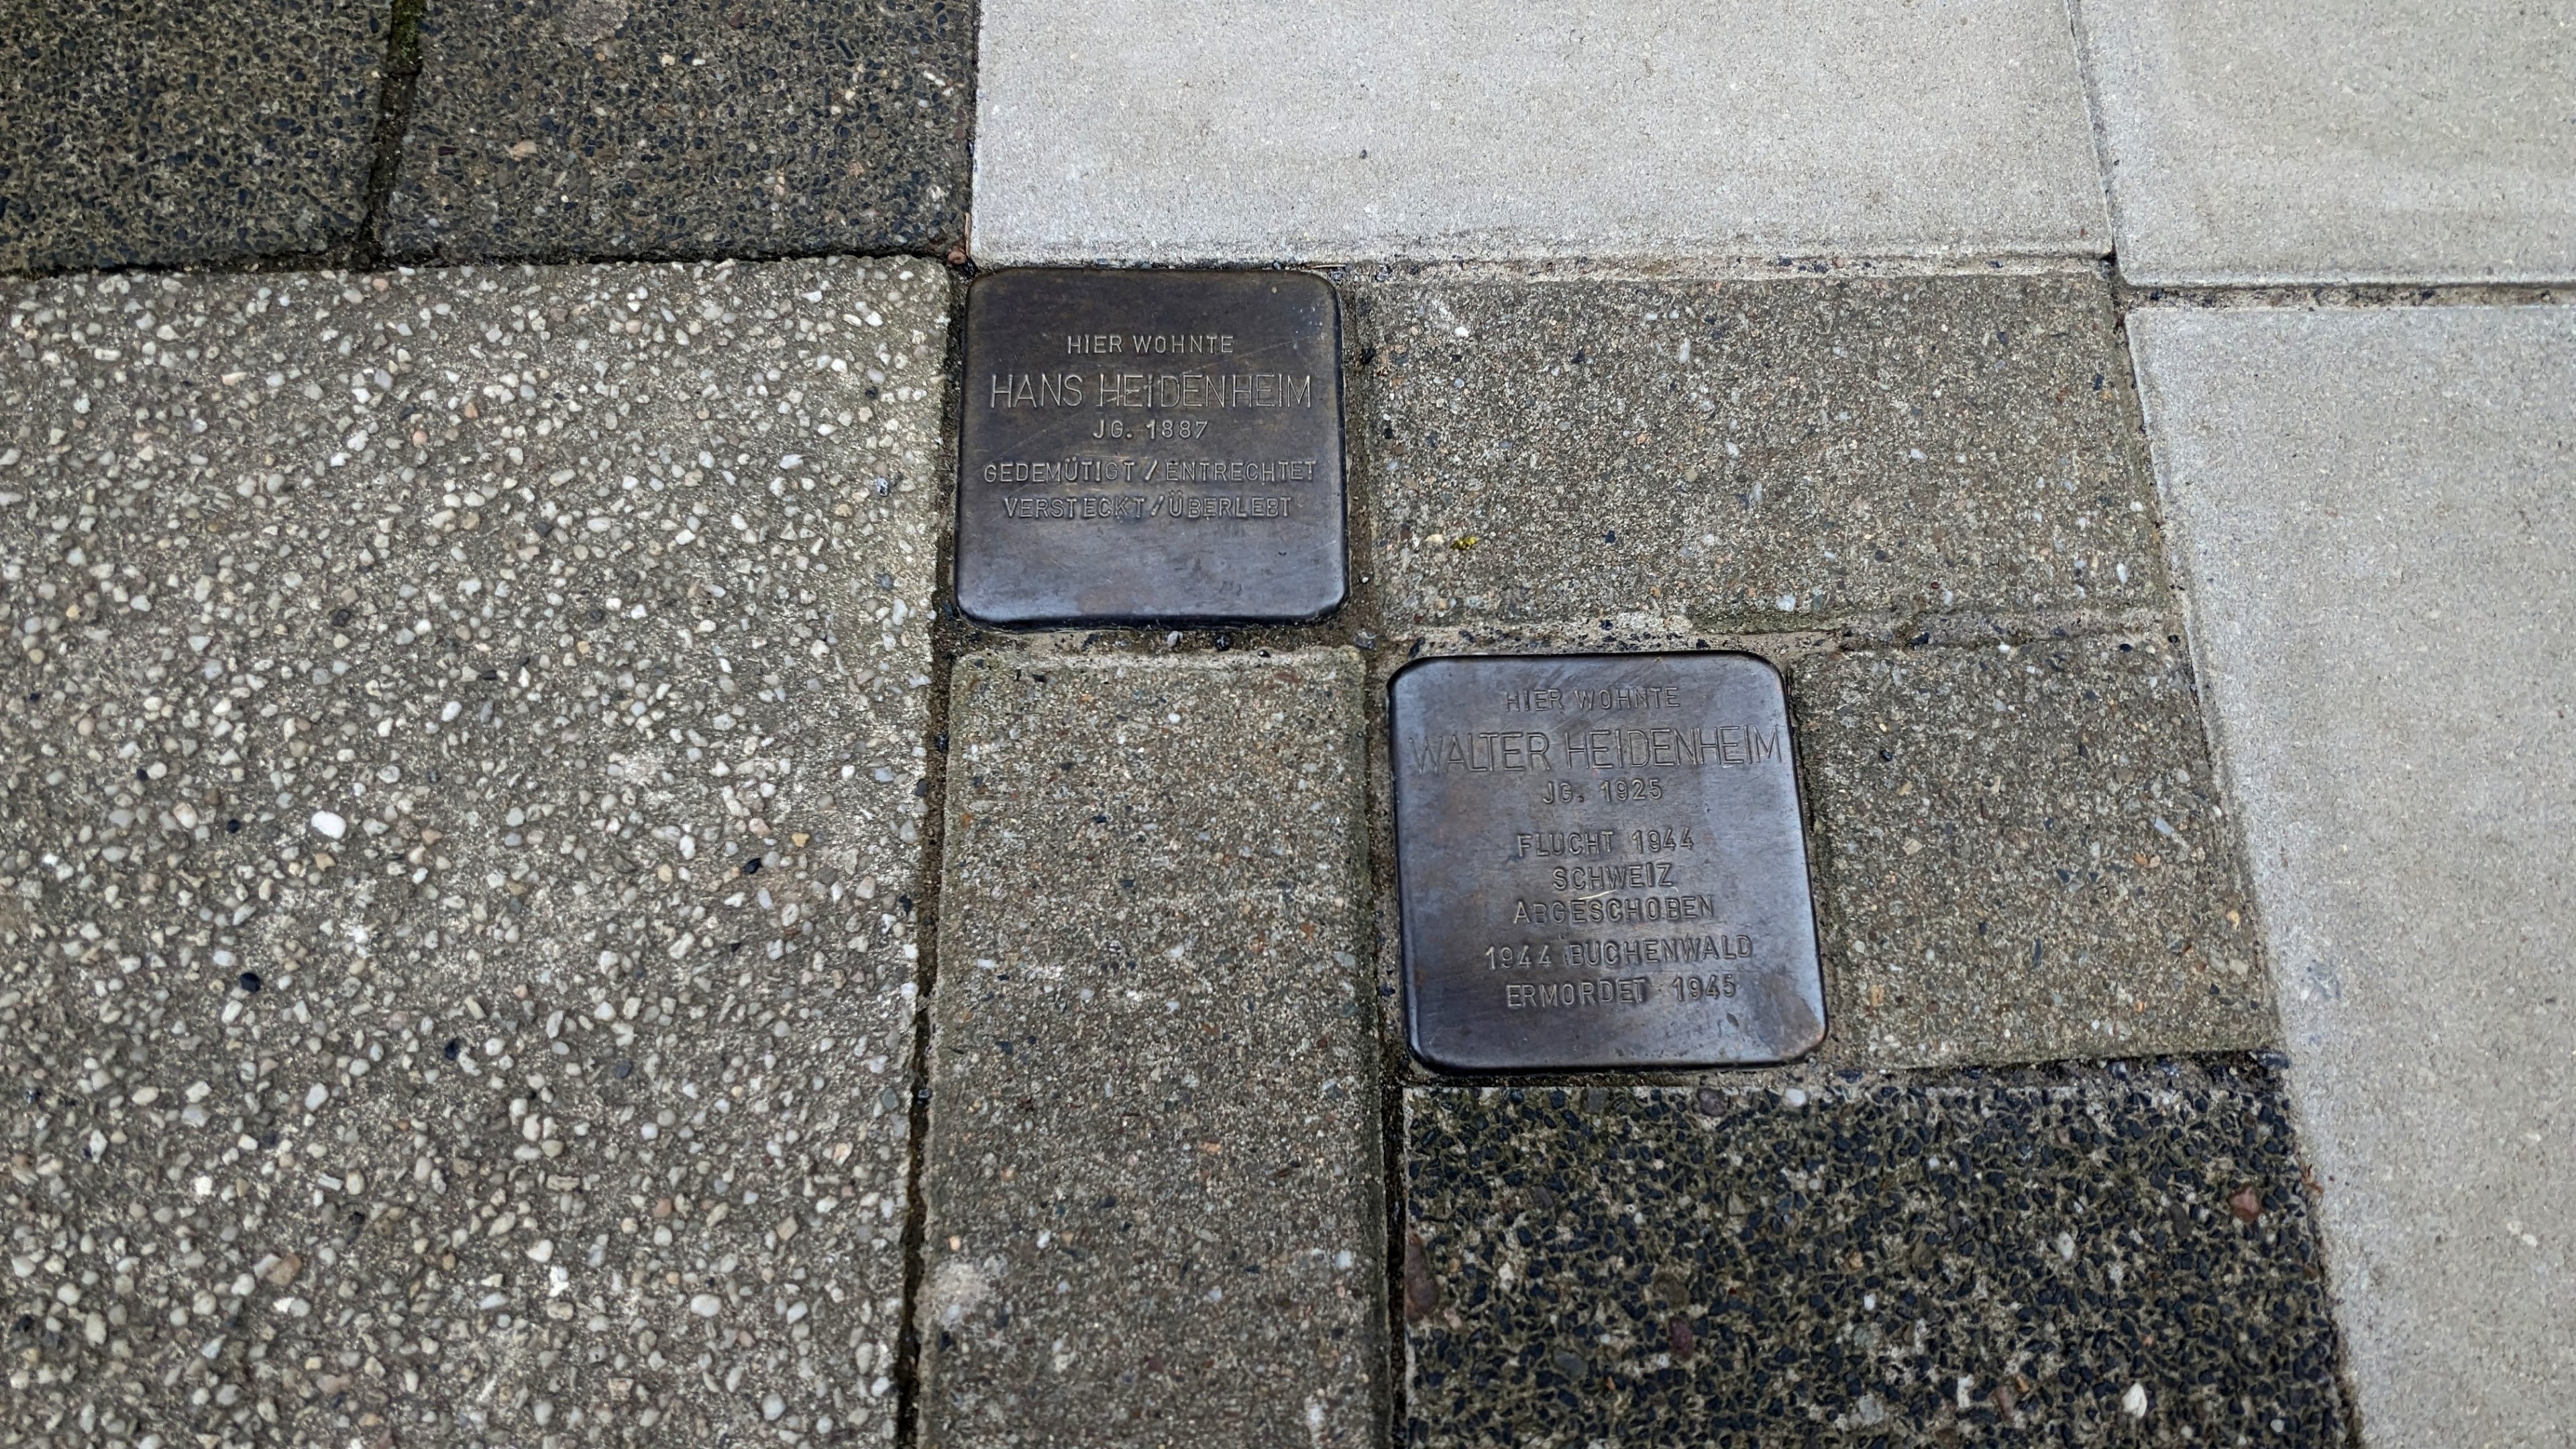 HIER WOHNTE
HANS HEIDENHEIM
JG. 1887
GEDEMÜTIGT / ENTRECHTET
VERSTECKT / ÜBERLEBT
HIER WOHNTE
WALTER HEIDENHEIM
JG. 1925
FLUCHT 1944
SCHWEIZ
ABGESCHOBEN
1944 BUCHENWALD
ERMORDET 1945